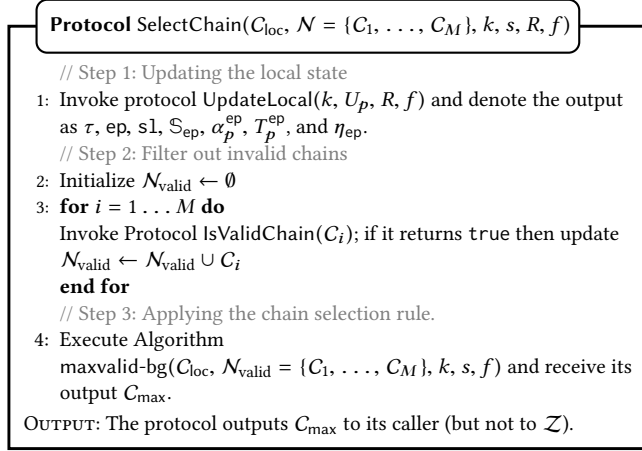 Protocol SelectChain(𝒞_loc, 𝒩 = {𝒞_1, . . . , 𝒞_M}, k, s, R, f)
// Step 1: Updating the local state
1: Invoke protocol UpdateLocal(k, U_p, R, f) and denote the output
as τ, ep, sl, 𝕊_ep, α_p^ep, T_p^ep, and η_ep.
// Step 2: Filter out invalid chains
2: Initialize 𝒩_valid ← ∅
3: for i = 1 . . . M do
Invoke Protocol IsValidChain(𝒞_i); if it returns true then update
𝒩_valid ← 𝒩_valid ∪ 𝒞_i
end for
// Step 3: Applying the chain selection rule.
4: Execute Algorithm
maxvalid-bg(𝒞_loc, 𝒩_valid = {𝒞_1, . . . , 𝒞_M}, k, s, f) and receive its
output 𝒞_max.
Output: The protocol outputs 𝒞_max to its caller (but not to 𝒵).